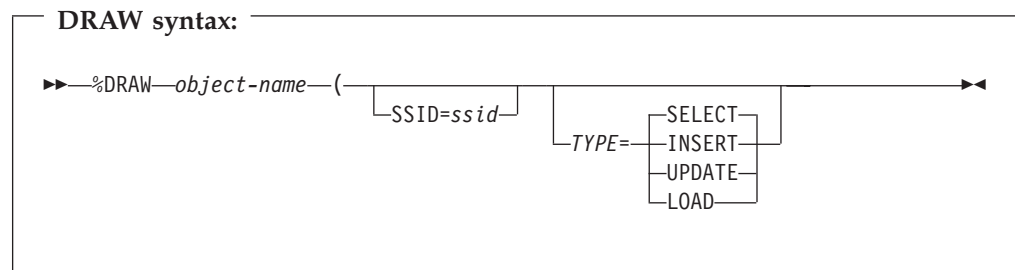 DRAW syntax:
%DRAW object-name (
SSID=ssid
TYPE=
SELECT
INSERT
UPDATE
LOAD